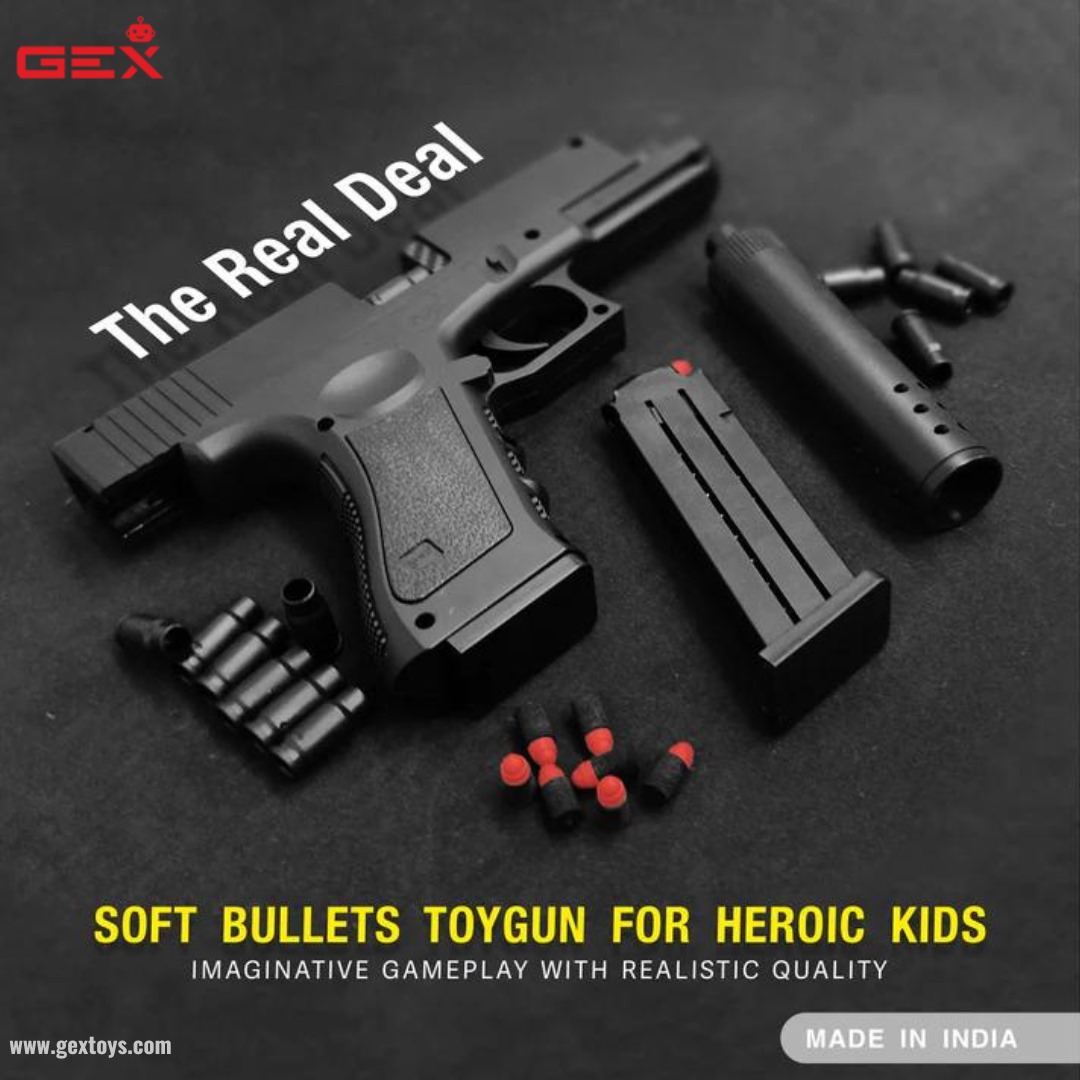 GEX
The Real Deal
SOFT BULLETS TOYGUN FOR HEROIC KIDS
IMAGINATIVE GAMEPLAY WITH REALISTIC QUALITY
www.gextoys.com
MADE IN INDIA